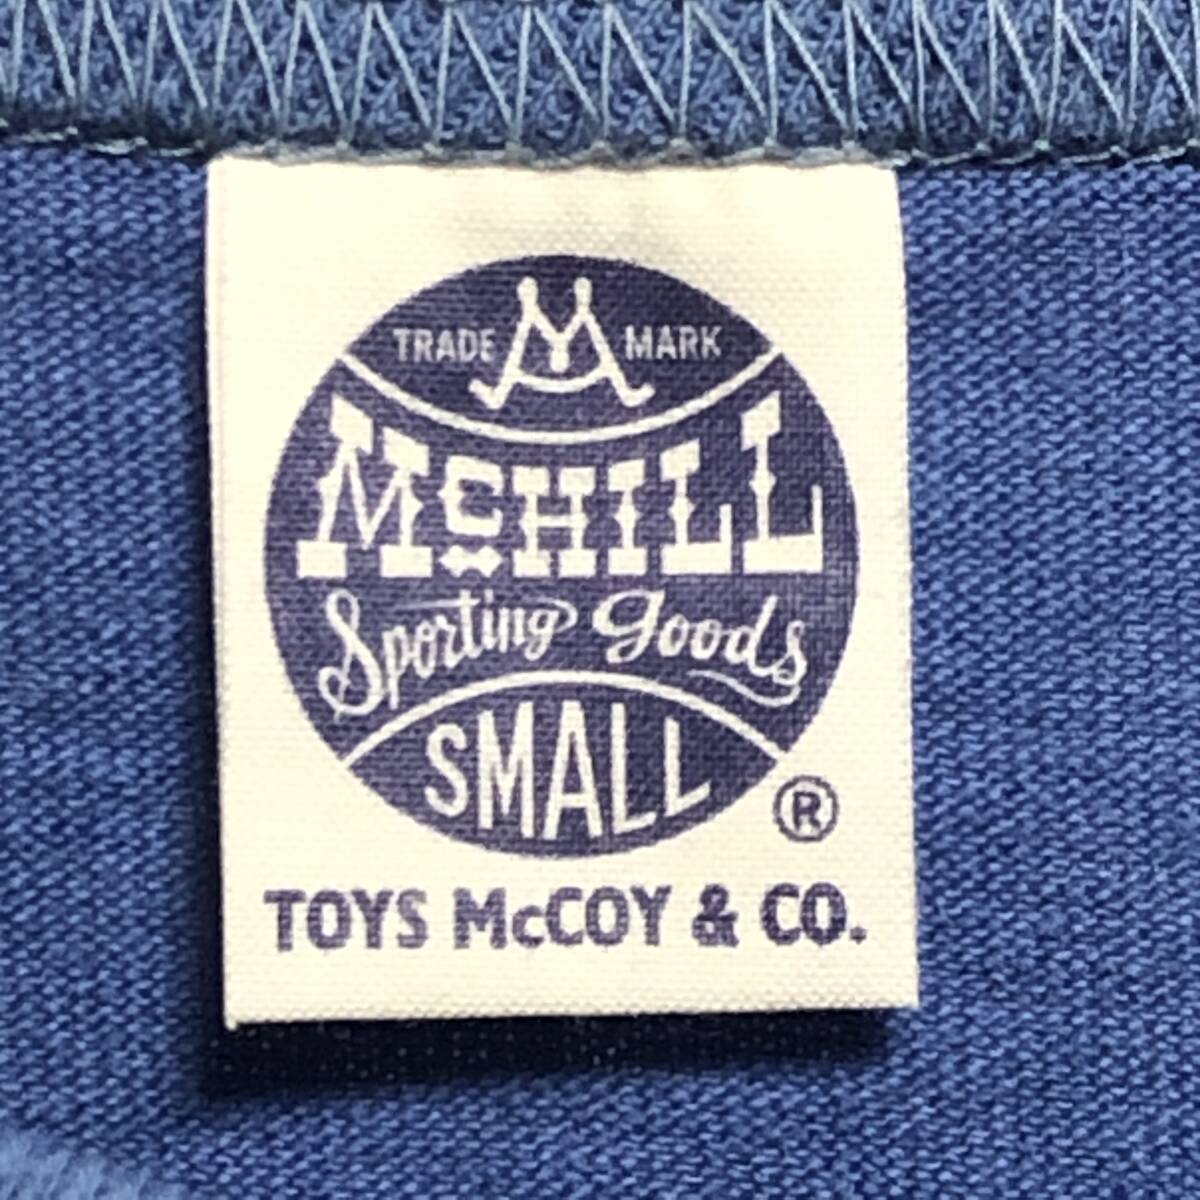 TRADE M MARK
McHILL
Sporting Goods
SMALL
®
TOYS McCOY & CO.